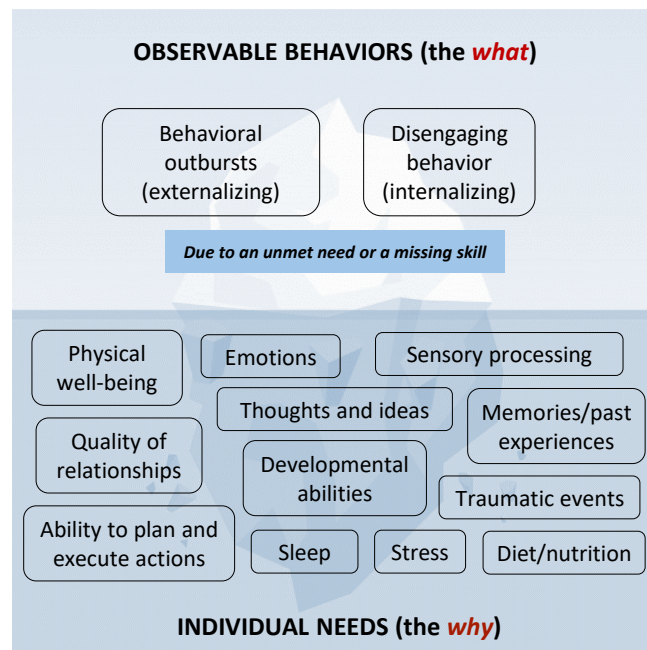 OBSERVABLE BEHAVIORS (the what)
Behavioral
outbursts
(externalizing)
Disengaging
behavior
(internalizing)
Due to an unmet need or a missing skill
Physical
well-being
Emotions
Sensory processing
Thoughts and ideas
Memories/past
experiences
Quality of
relationships
Developmental
abilities
Traumatic events
Ability to plan and
execute actions
Sleep
Stress
Diet/nutrition
INDIVIDUAL NEEDS (the why)